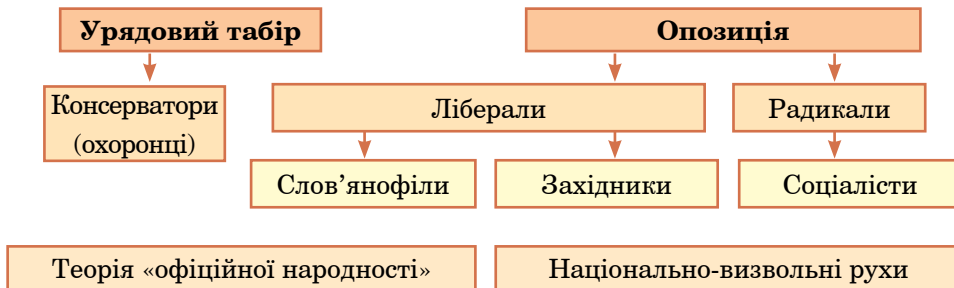 Урядовий табір
Опозиція
Консерватори
(охоронці)
Ліберали
Радикали
Слов’янофіли
Західники
Соціалісти
Теорія «офіційної народності»
Національно-визвольні рухи